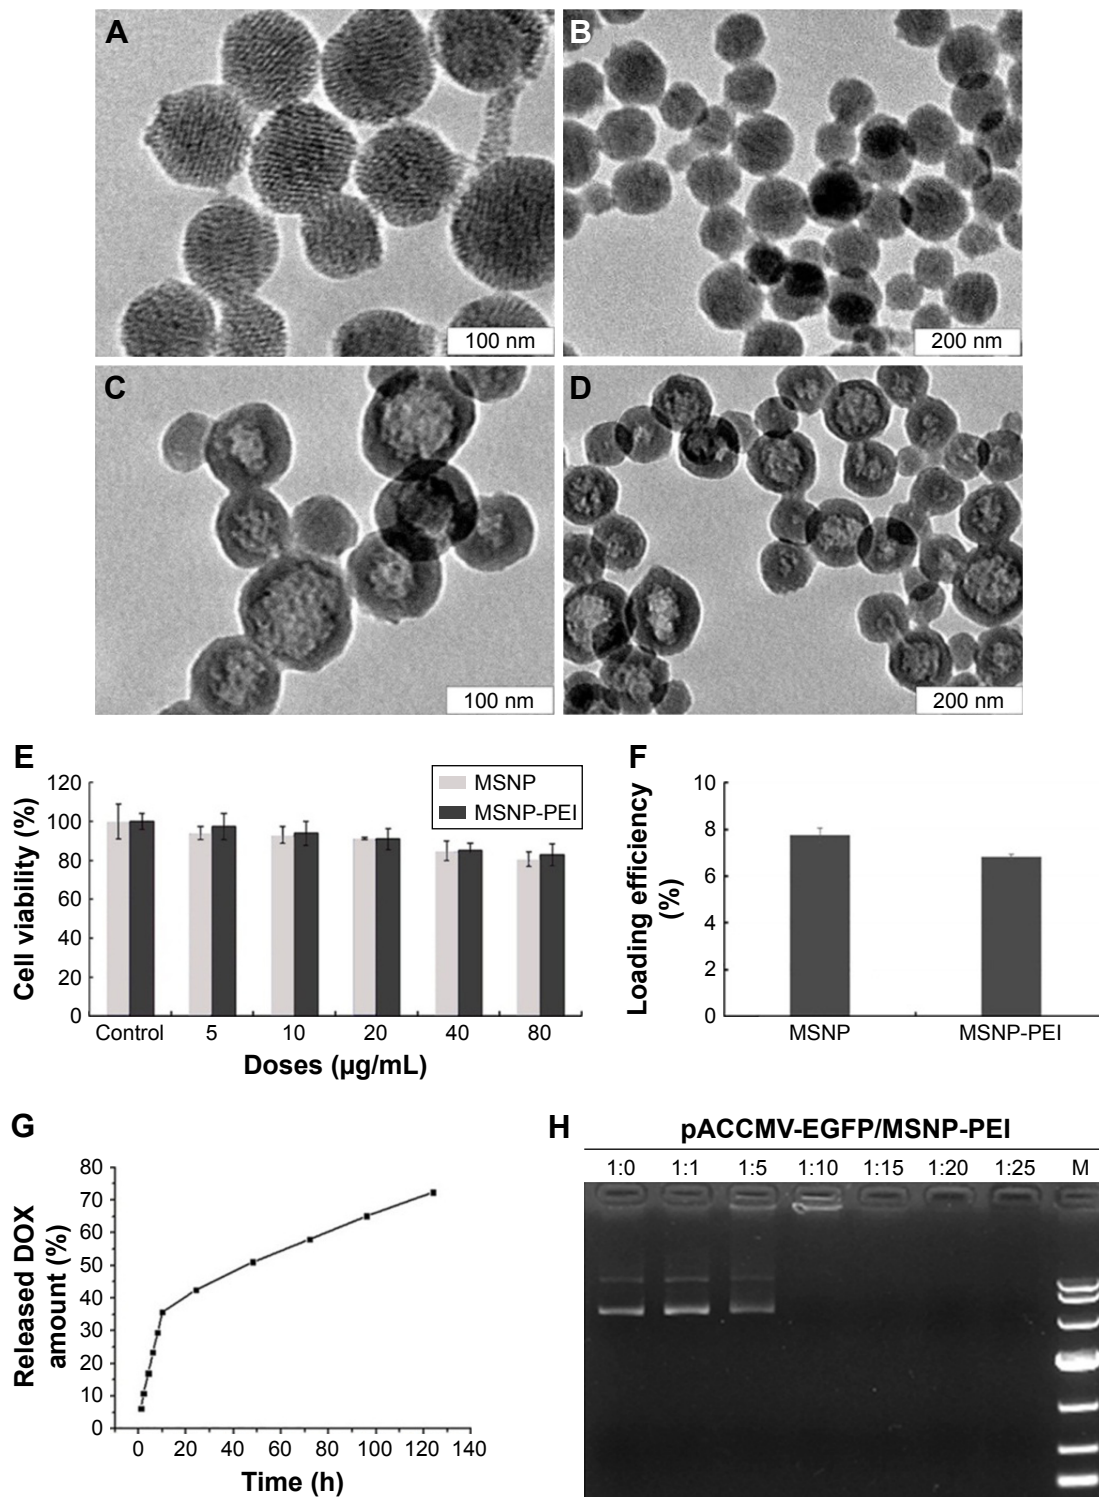 A
B
100 nm
200 nm
C
D
100 nm
200 nm
E
Cell viability (%)
120
100
80
60
40
20
0
MSNP
MSNP-PEI
Control 5 10 20 40 80
Doses (µg/mL)
F
Loading efficiency
(%)
10
8
6
4
2
0
MSNP MSNP-PEI
G
Released DOX
amount (%)
80
70
60
50
40
30
20
10
0
0 20 40 60 80 100 120 140
Time (h)
H
pACCMV-EGFP/MSNP-PEI
1:0 1:1 1:5 1:10 1:15 1:20 1:25 M